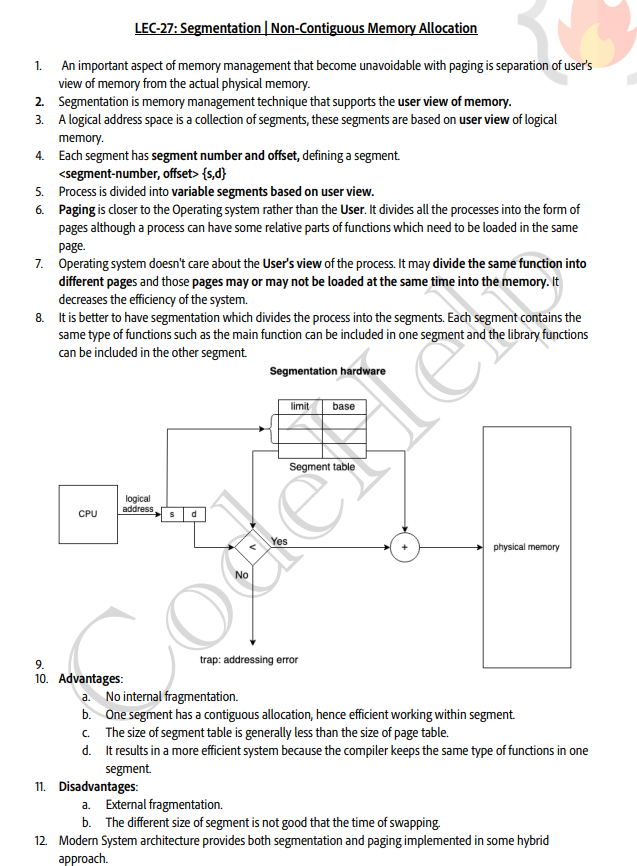 LEC-27: Segmentation | Non-Contiguous Memory Allocation
1. An important aspect of memory management that become unavoidable with paging is separation of user's
view of memory from the actual physical memory.
2. Segmentation is memory management technique that supports the user view of memory.
3. A logical address space is a collection of segments, these segments are based on user view of logical
memory.
4. Each segment has segment number and offset, defining a segment.
<segment-number, offset> {s,d}
5. Process is divided into variable segments based on user view.
6. Paging is closer to the Operating system rather than the User. It divides all the processes into the form of
pages although a process can have some relative parts of functions which need to be loaded in the same
page.
7. Operating system doesn't care about the User's view of the process. It may divide the same function into
different pages and those pages may or may not be loaded at the same time into the memory. It
decreases the efficiency of the system.
8. It is better to have segmentation which divides the process into the segments. Each segment contains the
same type of functions such as the main function can be included in one segment and the library functions
can be included in the other segment.
Segmentation hardware
limit base
Segment table
CPU
logical
address
s d
<
Yes
No
+
physical memory
trap: addressing error
9.
10. Advantages:
a. No internal fragmentation.
b. One segment has a contiguous allocation, hence efficient working within segment.
c. The size of segment table is generally less than the size of page table.
d. It results in a more efficient system because the compiler keeps the same type of functions in one
segment.
11. Disadvantages:
a. External fragmentation.
b. The different size of segment is not good that the time of swapping.
12. Modern System architecture provides both segmentation and paging implemented in some hybrid
approach.
CodeHelp